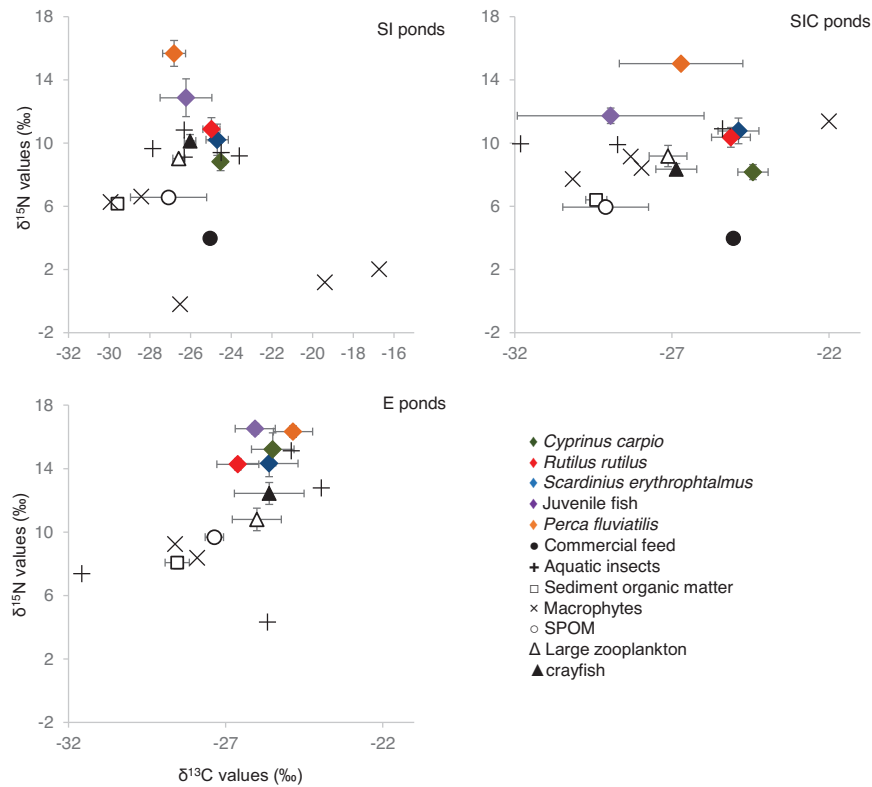 SI ponds
18
14
10
6
2
-2
-32 -30 -28 -26 -24 -22 -20 -18 -16
δ¹⁵N values (‰)
SIC ponds
18
14
10
6
2
-2
-32 -27 -22
E ponds
18
14
10
6
2
-2
-32 -27 -22
δ¹⁵N values (‰)
δ¹³C values (‰)
Cyprinus carpio
Rutilus rutilus
Scardinius erythrophtalmus
Juvenile fish
Perca fluviatilis
Commercial feed
Aquatic insects
Sediment organic matter
Macrophytes
SPOM
Large zooplankton
crayfish